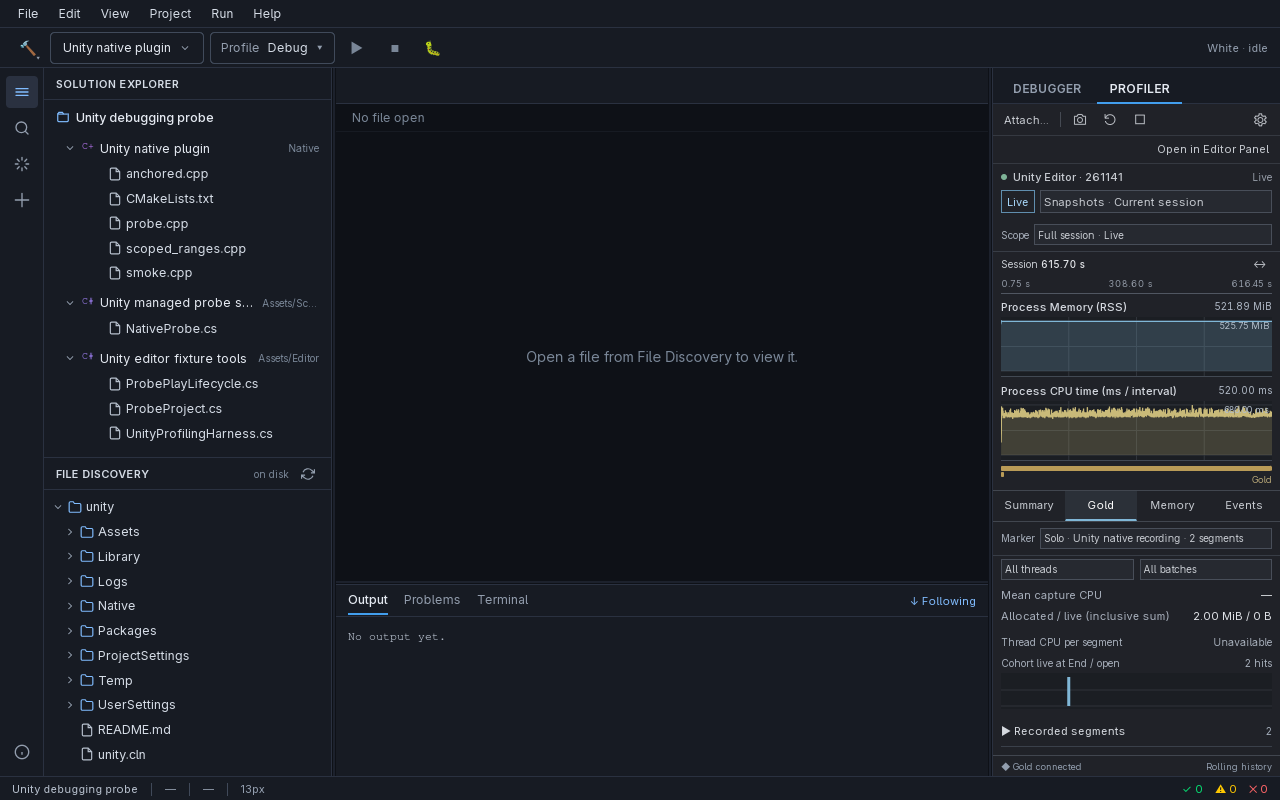 File Edit View Project Run Help
Unity native plugin
Profile Debug
White · idle
SOLUTION EXPLORER
Unity debugging probe
Unity native plugin Native
anchored.cpp
CMakeLists.txt
probe.cpp
scoped_ranges.cpp
smoke.cpp
Unity managed probe s... Assets/Sc...
NativeProbe.cs
Unity editor fixture tools Assets/Editor
ProbePlayLifecycle.cs
ProbeProject.cs
UnityProfilingHarness.cs
FILE DISCOVERY on disk
unity
Assets
Library
Logs
Native
Packages
ProjectSettings
Temp
UserSettings
README.md
unity.cln
No file open
Open a file from File Discovery to view it.
Output Problems Terminal ↓ Following
No output yet.
DEBUGGER PROFILER
Attach...
Open in Editor Panel
Unity Editor · 261141 Live
Live Snapshots · Current session
Scope Full session · Live
Session 615.70 s
0.75 s 308.60 s 616.45 s
Process Memory (RSS) 521.89 MiB
525.75 MiB
Process CPU time (ms / interval) 520.00 ms
Gold
Summary Gold Memory Events
Marker Solo · Unity native recording · 2 segments
All threads All batches
Mean capture CPU —
Allocated / live (inclusive sum) 2.00 MiB / 0 B
Thread CPU per segment Unavailable
Cohort live at End / open 2 hits
Recorded segments 2
Gold connected Rolling history
Unity debugging probe — — 13px
0 0 0